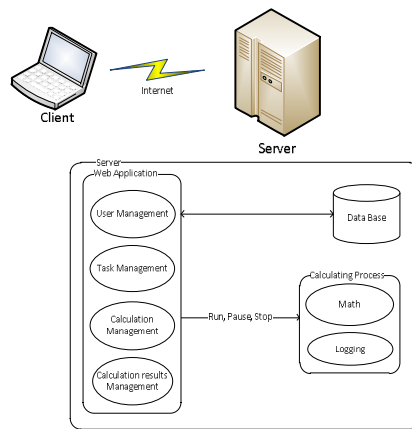 Internet
Client
Server
Server
Web Application
User Management
Data Base
Task Management
Calculating Process
Math
Calculation
Management
Run, Pause, Stop
Logging
Calculation results
Management